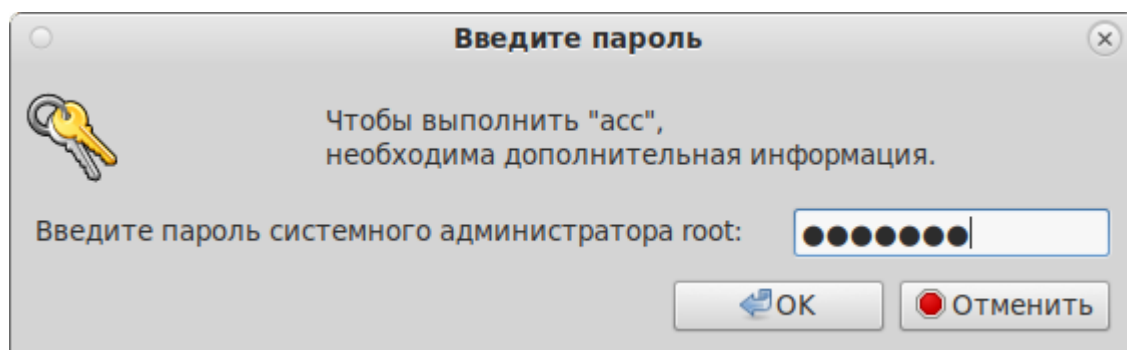 Введите пароль
Чтобы выполнить "acc",
необходима дополнительная информация.
Введите пароль системного администратора root: ●●●●●●●
OK Отменить